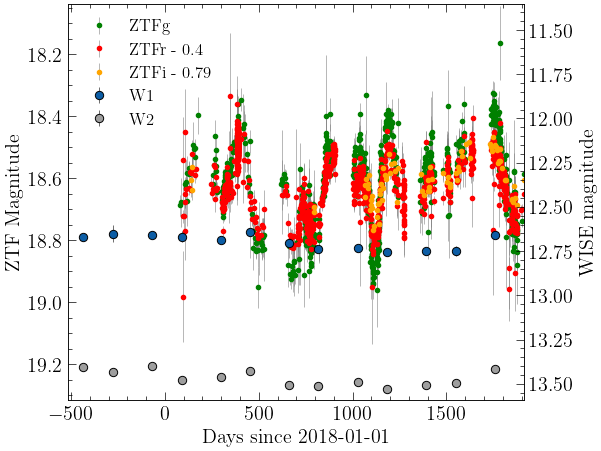 ZTFg
ZTFr - 0.4
ZTFi - 0.79
W1
W2
ZTF Magnitude
18.2
18.4
18.6
18.8
19.0
19.2
WISE magnitude
11.50
11.75
12.00
12.25
12.50
12.75
13.00
13.25
13.50
−500
0
500
1000
1500
Days since 2018-01-01